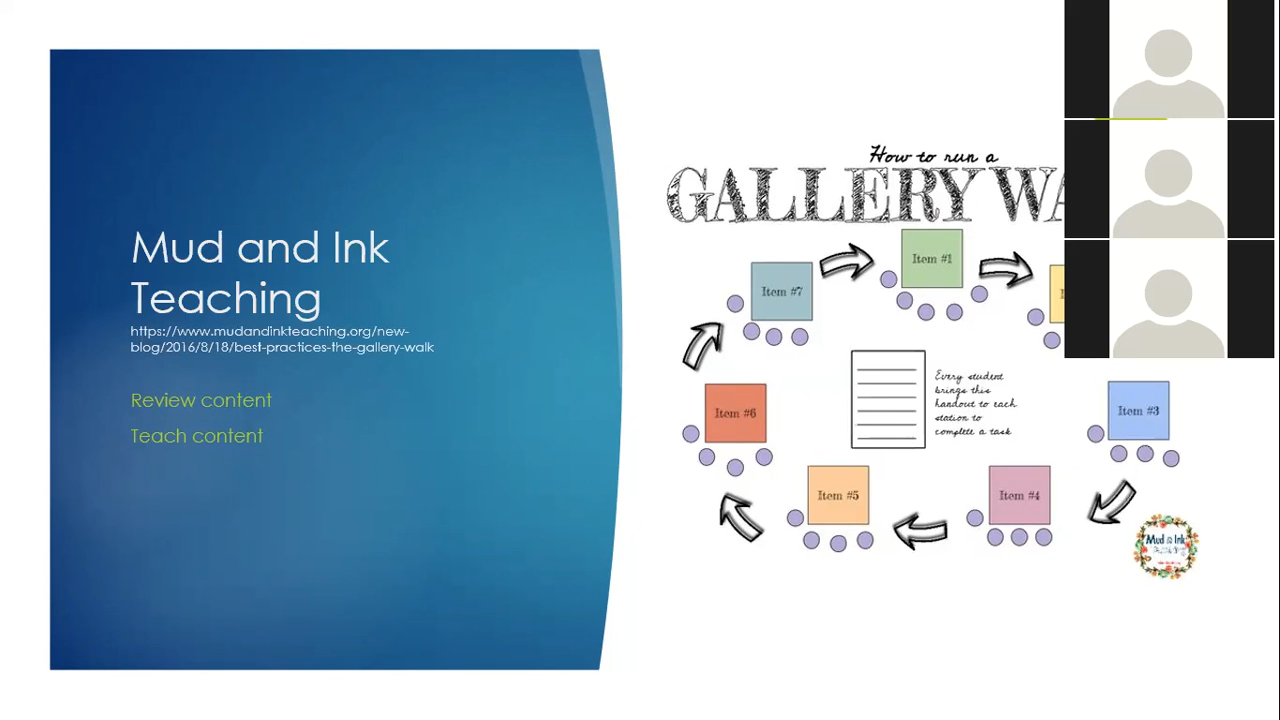 Mud and Ink
Teaching
https://www.mudandinkteaching.org/new-
blog/2016/8/18/best-practices-the-gallery-walk
Review content
Teach content
How to run a
GALLERY WA
Item #1
Item #7
Every student
brings this
handout to each
station to
complete a task
Item #6
Item #3
Item #5
Item #4
Mud & Ink